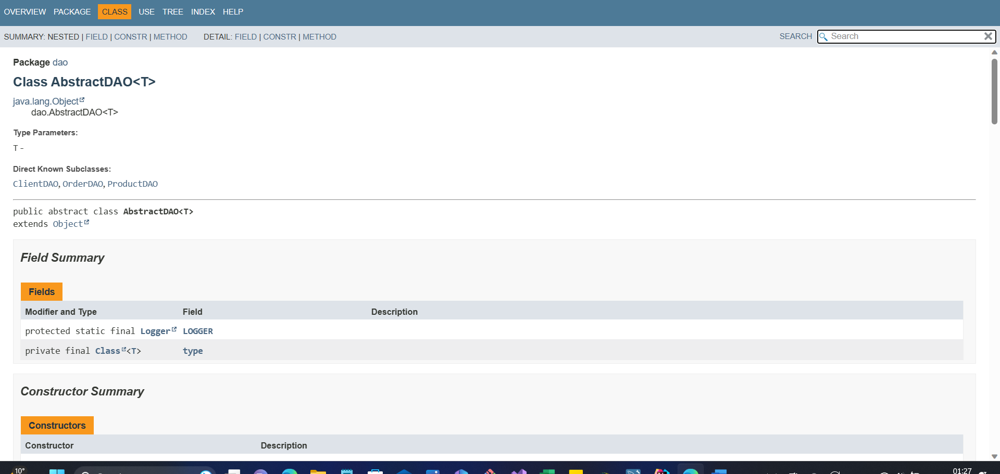 OVERVIEW PACKAGE CLASS USE TREE INDEX HELP
SUMMARY: NESTED | FIELD | CONSTR | METHOD DETAIL: FIELD | CONSTR | METHOD SEARCH Search
Package dao
Class AbstractDAO<T>
java.lang.Object
dao.AbstractDAO<T>
Type Parameters:
T -
Direct Known Subclasses:
ClientDAO, OrderDAO, ProductDAO
public abstract class AbstractDAO<T>
extends Object
Field Summary
Fields
Modifier and Type Field Description
protected static final Logger LOGGER
private final Class<T> type
Constructor Summary
Constructors
Constructor Description
10°
01:27